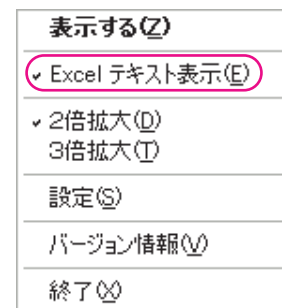 表示する(Z)
Excel テキスト表示(E)
2倍拡大(D)
3倍拡大(T)
設定(S)
バージョン情報(V)
終了(X)